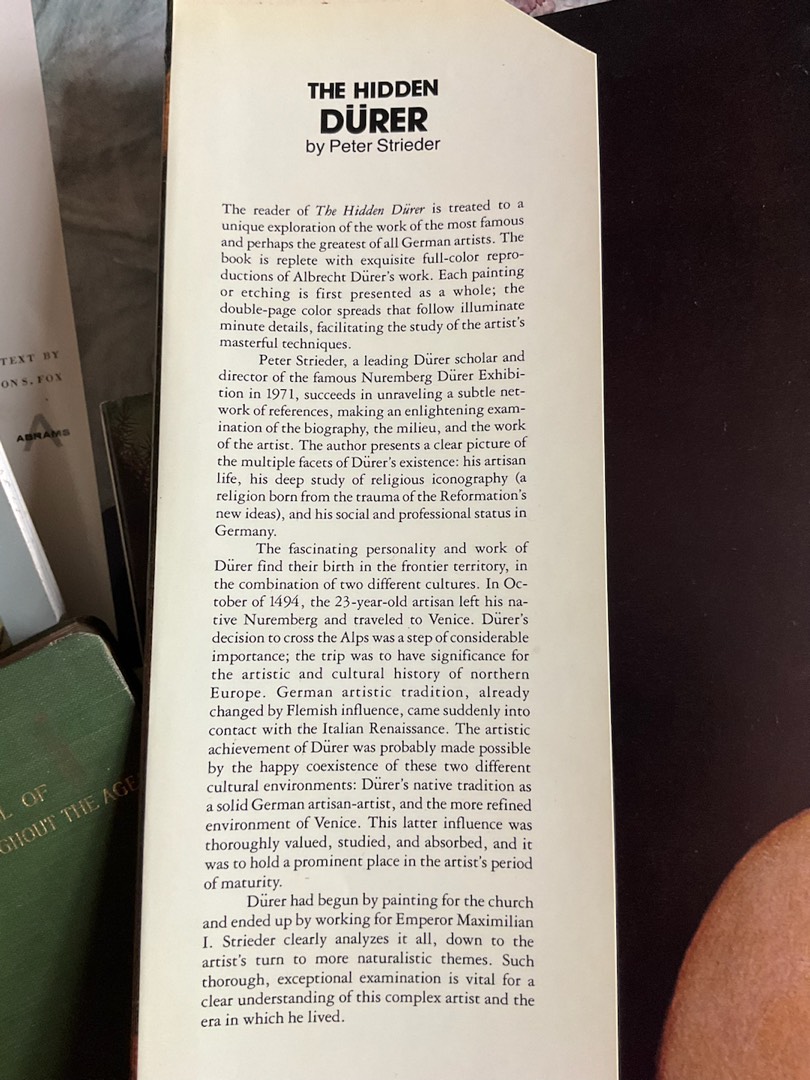 THE HIDDEN
DÜRER
by Peter Strieder
The reader of The Hidden Dürer is treated to a
unique exploration of the work of the most famous
and perhaps the greatest of all German artists. The
book is replete with exquisite full-color repro-
ductions of Albrecht Dürer's work. Each painting
or etching is first presented as a whole; the
double-page color spreads that follow illuminate
minute details, facilitating the study of the artist's
masterful techniques.
Peter Strieder, a leading Dürer scholar and
director of the famous Nuremberg Dürer Exhibi-
tion in 1971, succeeds in unraveling a subtle net-
work of references, making an enlightening exam-
ination of the biography, the milieu, and the work
of the artist. The author presents a clear picture of
the multiple facets of Dürer's existence: his artisan
life, his deep study of religious iconography (a
religion born from the trauma of the Reformation's
new ideas), and his social and professional status in
Germany.
The fascinating personality and work of
Dürer find their birth in the frontier territory, in
the combination of two different cultures. In Oc-
tober of 1494, the 23-year-old artisan left his na-
tive Nuremberg and traveled to Venice. Dürer's
decision to cross the Alps was a step of considerable
importance; the trip was to have significance for
the artistic and cultural history of northern
Europe. German artistic tradition, already
changed by Flemish influence, came suddenly into
contact with the Italian Renaissance. The artistic
achievement of Dürer was probably made possible
by the happy coexistence of these two different
cultural environments: Dürer's native tradition as
a solid German artisan-artist, and the more refined
environment of Venice. This latter influence was
thoroughly valued, studied, and absorbed, and it
was to hold a prominent place in the artist's period
of maturity.
Dürer had begun by painting for the church
and ended up by working for Emperor Maximilian
I. Strieder clearly analyzes it all, down to the
artist's turn to more naturalistic themes. Such
thorough, exceptional examination is vital for a
clear understanding of this complex artist and the
era in which he lived.
TEXT BY
ON S. FOX
ABRAMS
L OF
GHOUT THE AGE